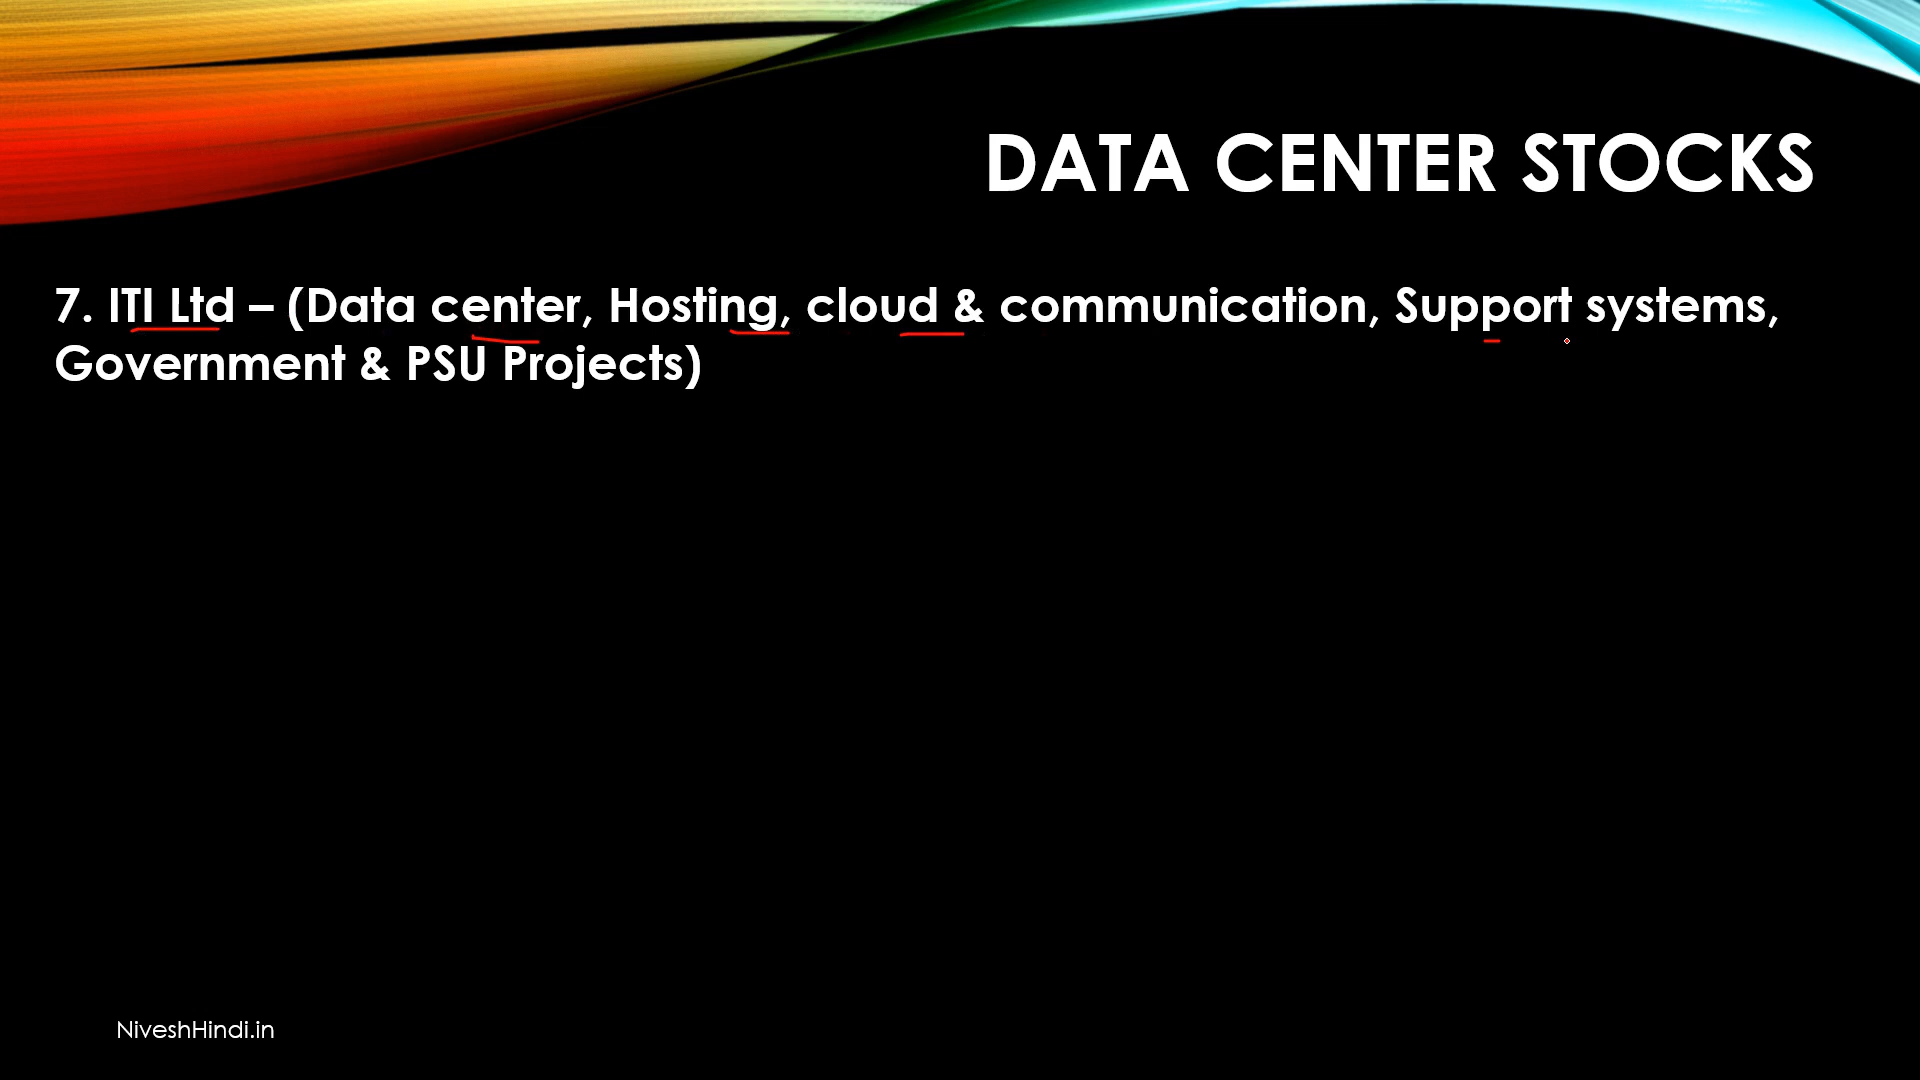 DATA CENTER STOCKS
7. ITI Ltd – (Data center, Hosting, cloud & communication, Support systems,
Government & PSU Projects)
NiveshHindi.in